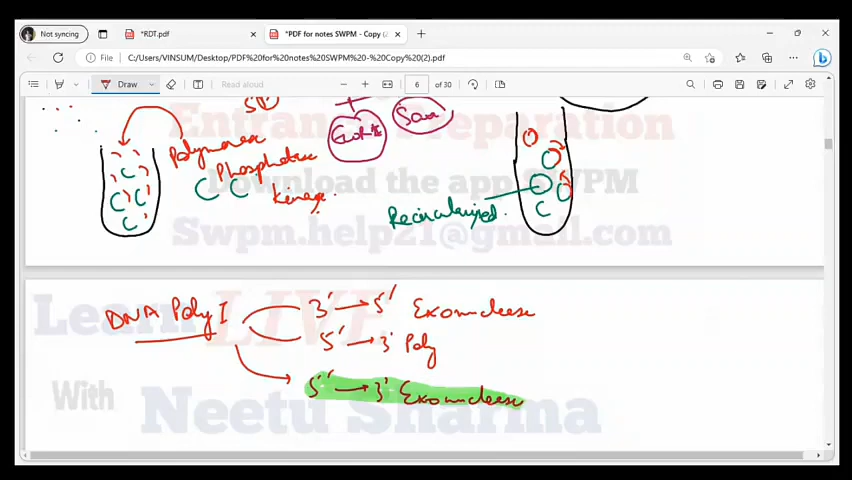 Not syncing
*RDT.pdf
*PDF for notes SWPM - Copy (
C:/Users/VINSUM/Desktop/PDF%20for%20notes%20SWPM%20-%20Copy%20(2).pdf
Draw
Read aloud
6 of 30
Entrance Preparation
Polymerase
Phosphatase
kinase
Download the app SWPM
Recircularized.
Swpm.help21@gmail.com
DNA Poly I
3' → 5' Exonuclease
5' → 3' Poly
5' → 3' Exonuclease
Learn LIVE
With Neetu Sharma